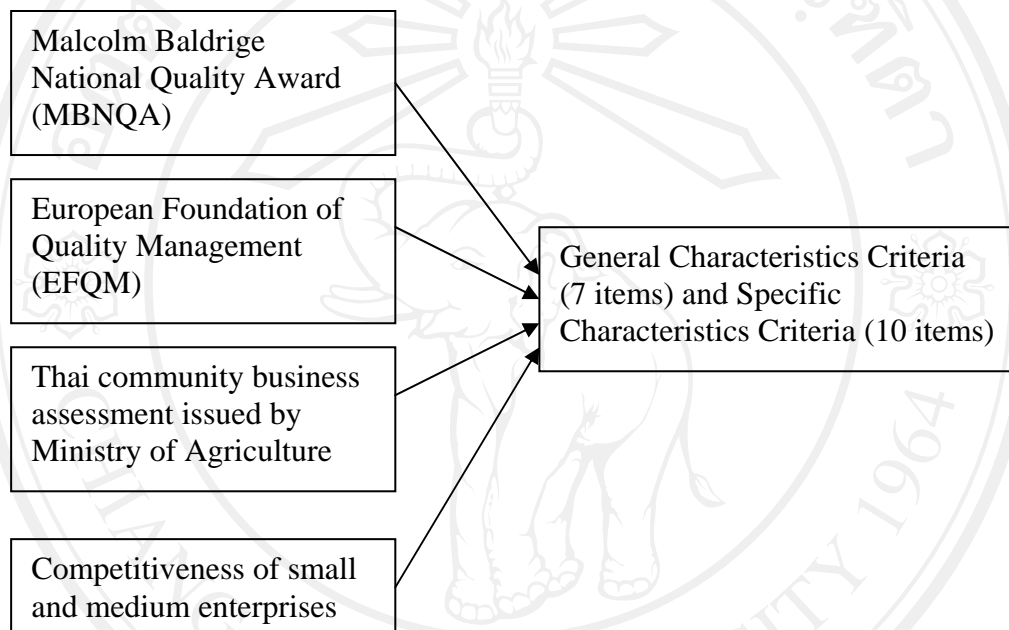 Malcolm Baldrige
National Quality Award
(MBNQA)
European Foundation of
Quality Management
(EFQM)
General Characteristics Criteria
(7 items) and Specific
Characteristics Criteria (10 items)
Thai community business
assessment issued by
Ministry of Agriculture
Competitiveness of small
and medium enterprises
1964